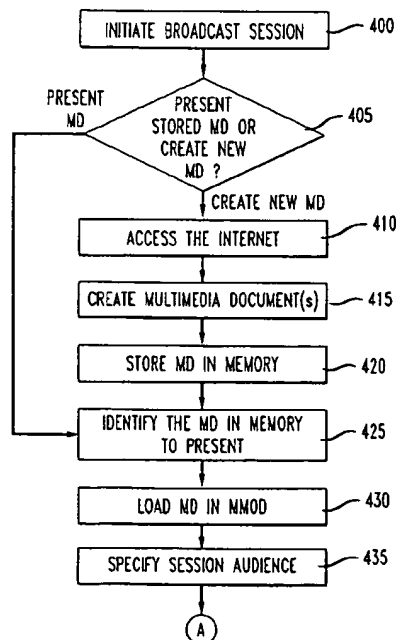 INITIATE BROADCAST SESSION
400
PRESENT
MD
PRESENT
STORED MD OR
CREATE NEW
MD ?
405
CREATE NEW MD
ACCESS THE INTERNET
410
CREATE MULTIMEDIA DOCUMENT(s)
415
STORE MD IN MEMORY
420
IDENTIFY THE MD IN MEMORY
TO PRESENT
425
LOAD MD IN MMOD
430
SPECIFY SESSION AUDIENCE
435
A